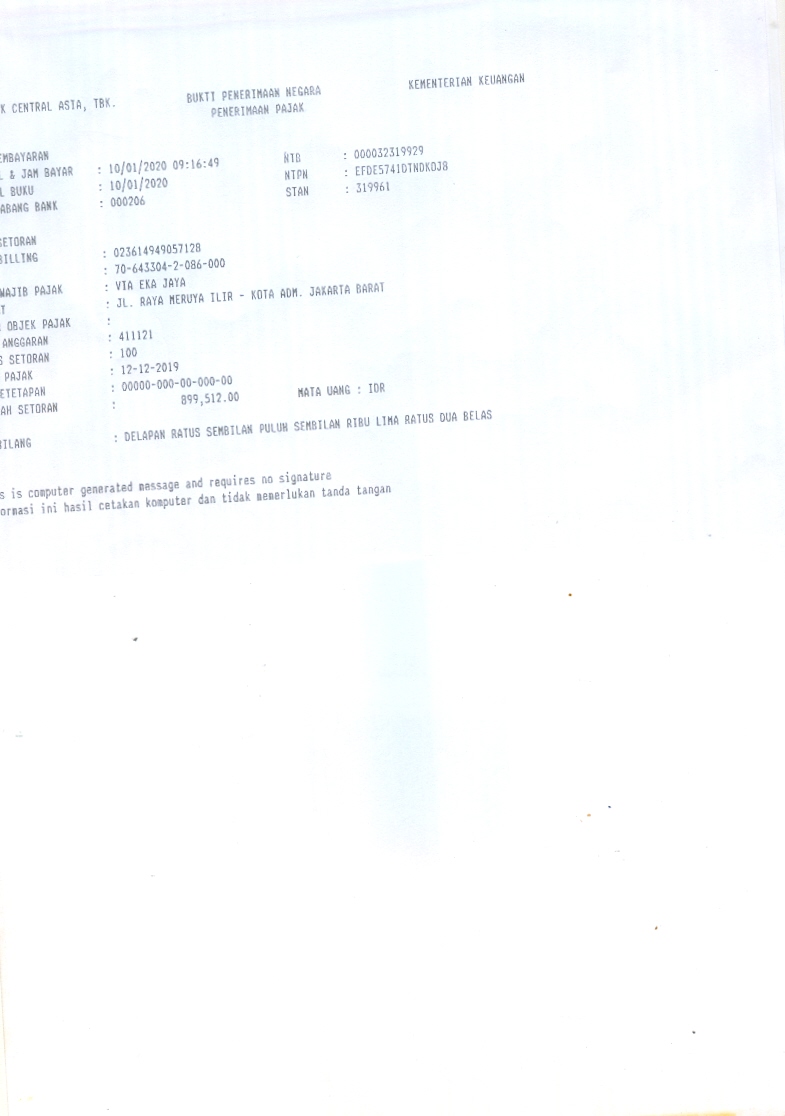 K CENTRAL ASIA, TBK. BUKTI PENERIMAAN NEGARA KEMENTERIAN KEUANGAN
PENERIMAAN PAJAK
EMBAYARAN
L & JAM BAYAR : 10/01/2020 09:16:49 NTB : 000032319929
L BUKU : 10/01/2020 NTPN : EFDE5741DTNDKDJ8
ABANG BANK : 000206 STAN : 319961
SETORAN
BILLING : 023614949057128
: 70-643304-2-086-000
WAJIB PAJAK : VIA EKA JAYA
T : JL. RAYA MERUYA ILIR - KOTA ADM. JAKARTA BARAT
OBJEK PAJAK :
ANGGARAN : 411121
S SETORAN : 100
PAJAK : 12-12-2019
ETETAPAN : 00000-000-00-000-00
AH SETORAN : 899,512.00 MATA UANG : IDR
BILANG : DELAPAN RATUS SEMBILAN PULUH SEMBILAN RIBU LIMA RATUS DUA BELAS
s is computer generated message and requires no signature
ormasi ini hasil cetakan komputer dan tidak memerlukan tanda tangan